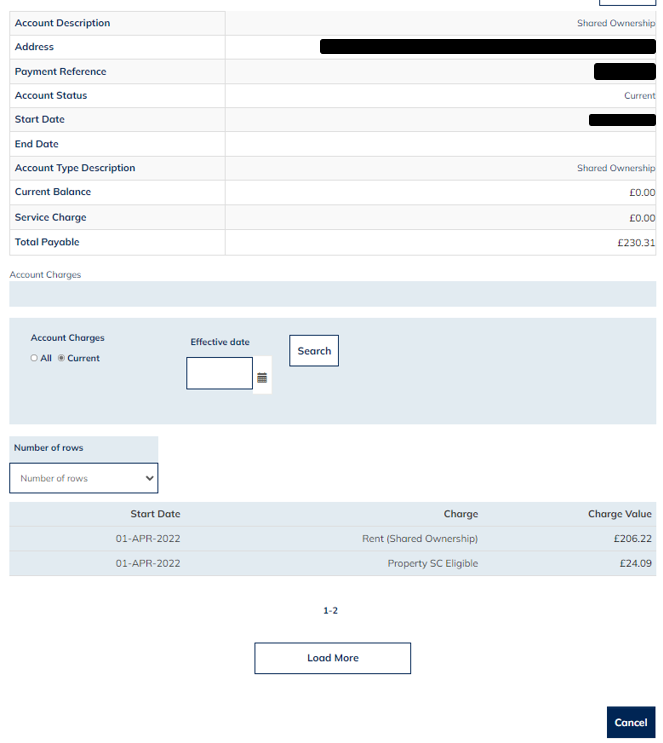 Account Description Shared Ownership
Address
Payment Reference
Account Status Current
Start Date
End Date
Account Type Description Shared Ownership
Current Balance £0.00
Service Charge £0.00
Total Payable £230.31
Account Charges
Account Charges
All Current
Effective date
Search
Number of rows
Number of rows
Start Date Charge Charge Value
01-APR-2022 Rent (Shared Ownership) £206.22
01-APR-2022 Property SC Eligible £24.09
1-2
Load More
Cancel